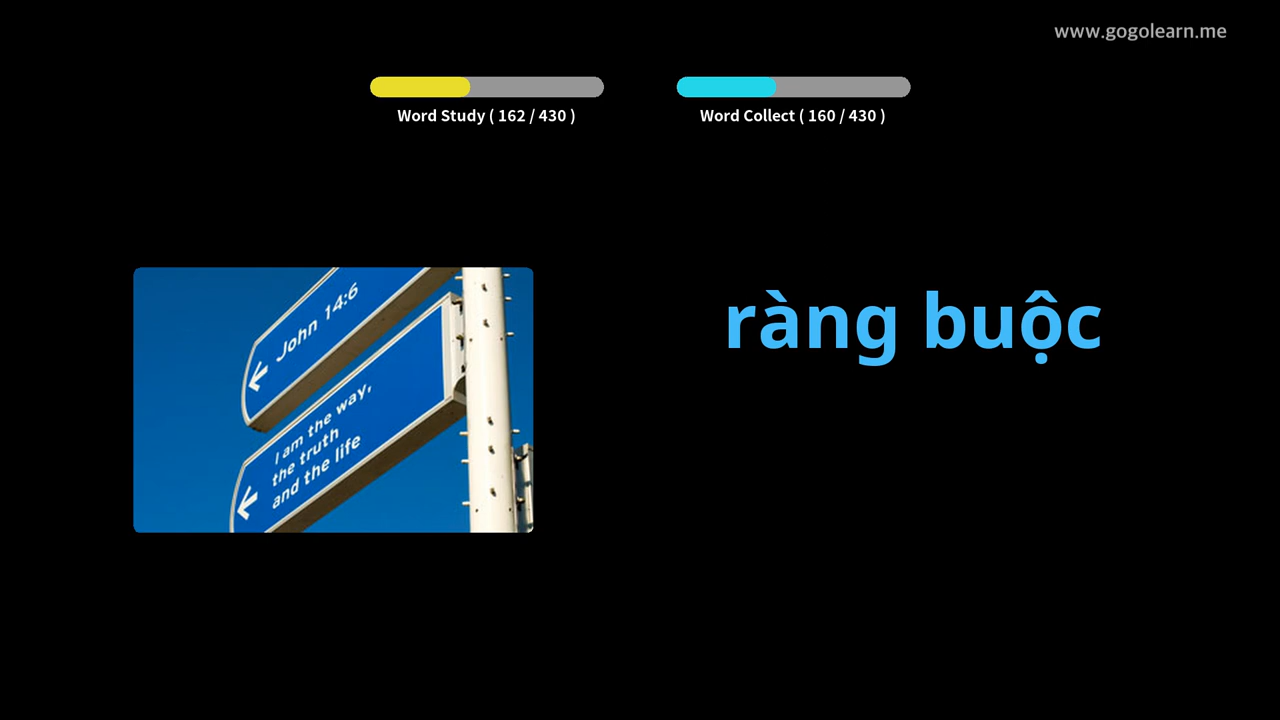 www.gogolearn.me
Word Study ( 162 / 430 )
Word Collect ( 160 / 430 )
John 14:6
I am the way,
the truth
and the life
ràng buộc